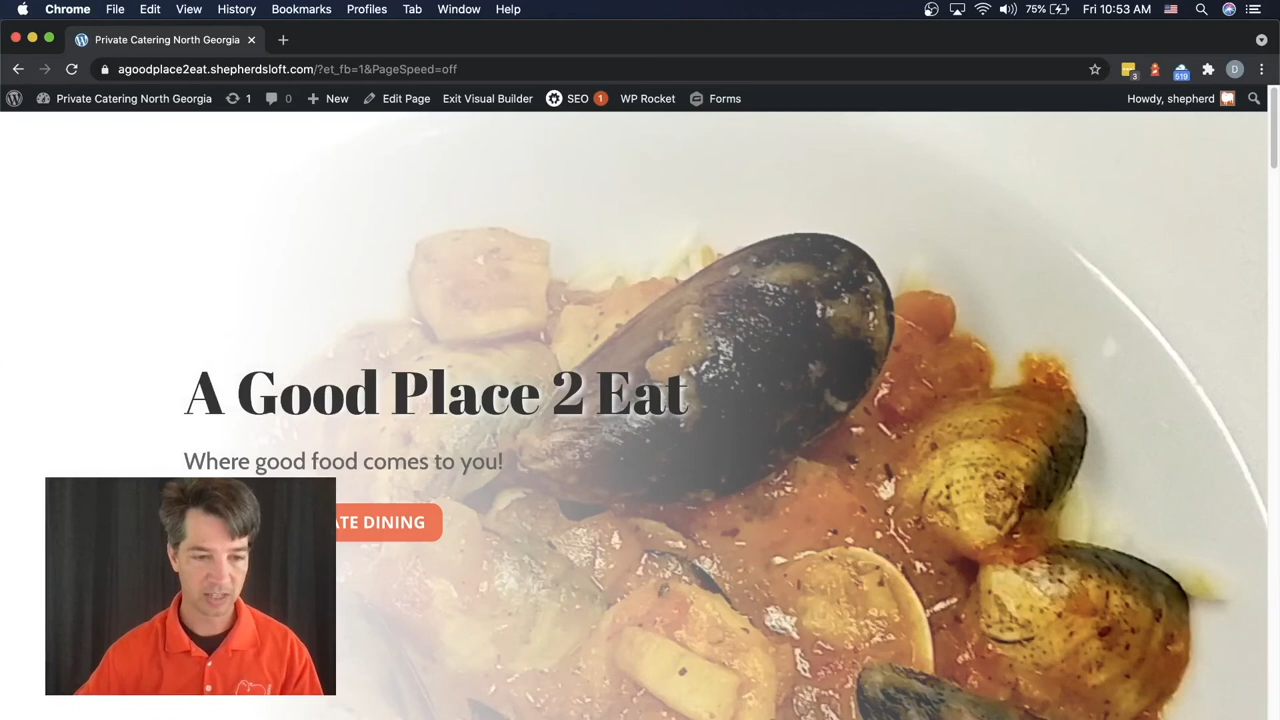 Chrome File Edit View History Bookmarks Profiles Tab Window Help 75% Fri 10:53 AM
Private Catering North Georgia
agoodplace2eat.shepherdsloft.com/?et_fb=1&PageSpeed=off 3 519 D
Private Catering North Georgia 1 0 New Edit Page Exit Visual Builder SEO 1 WP Rocket Forms Howdy, shepherd
A Good Place 2 Eat
Where good food comes to you!
ATE DINING